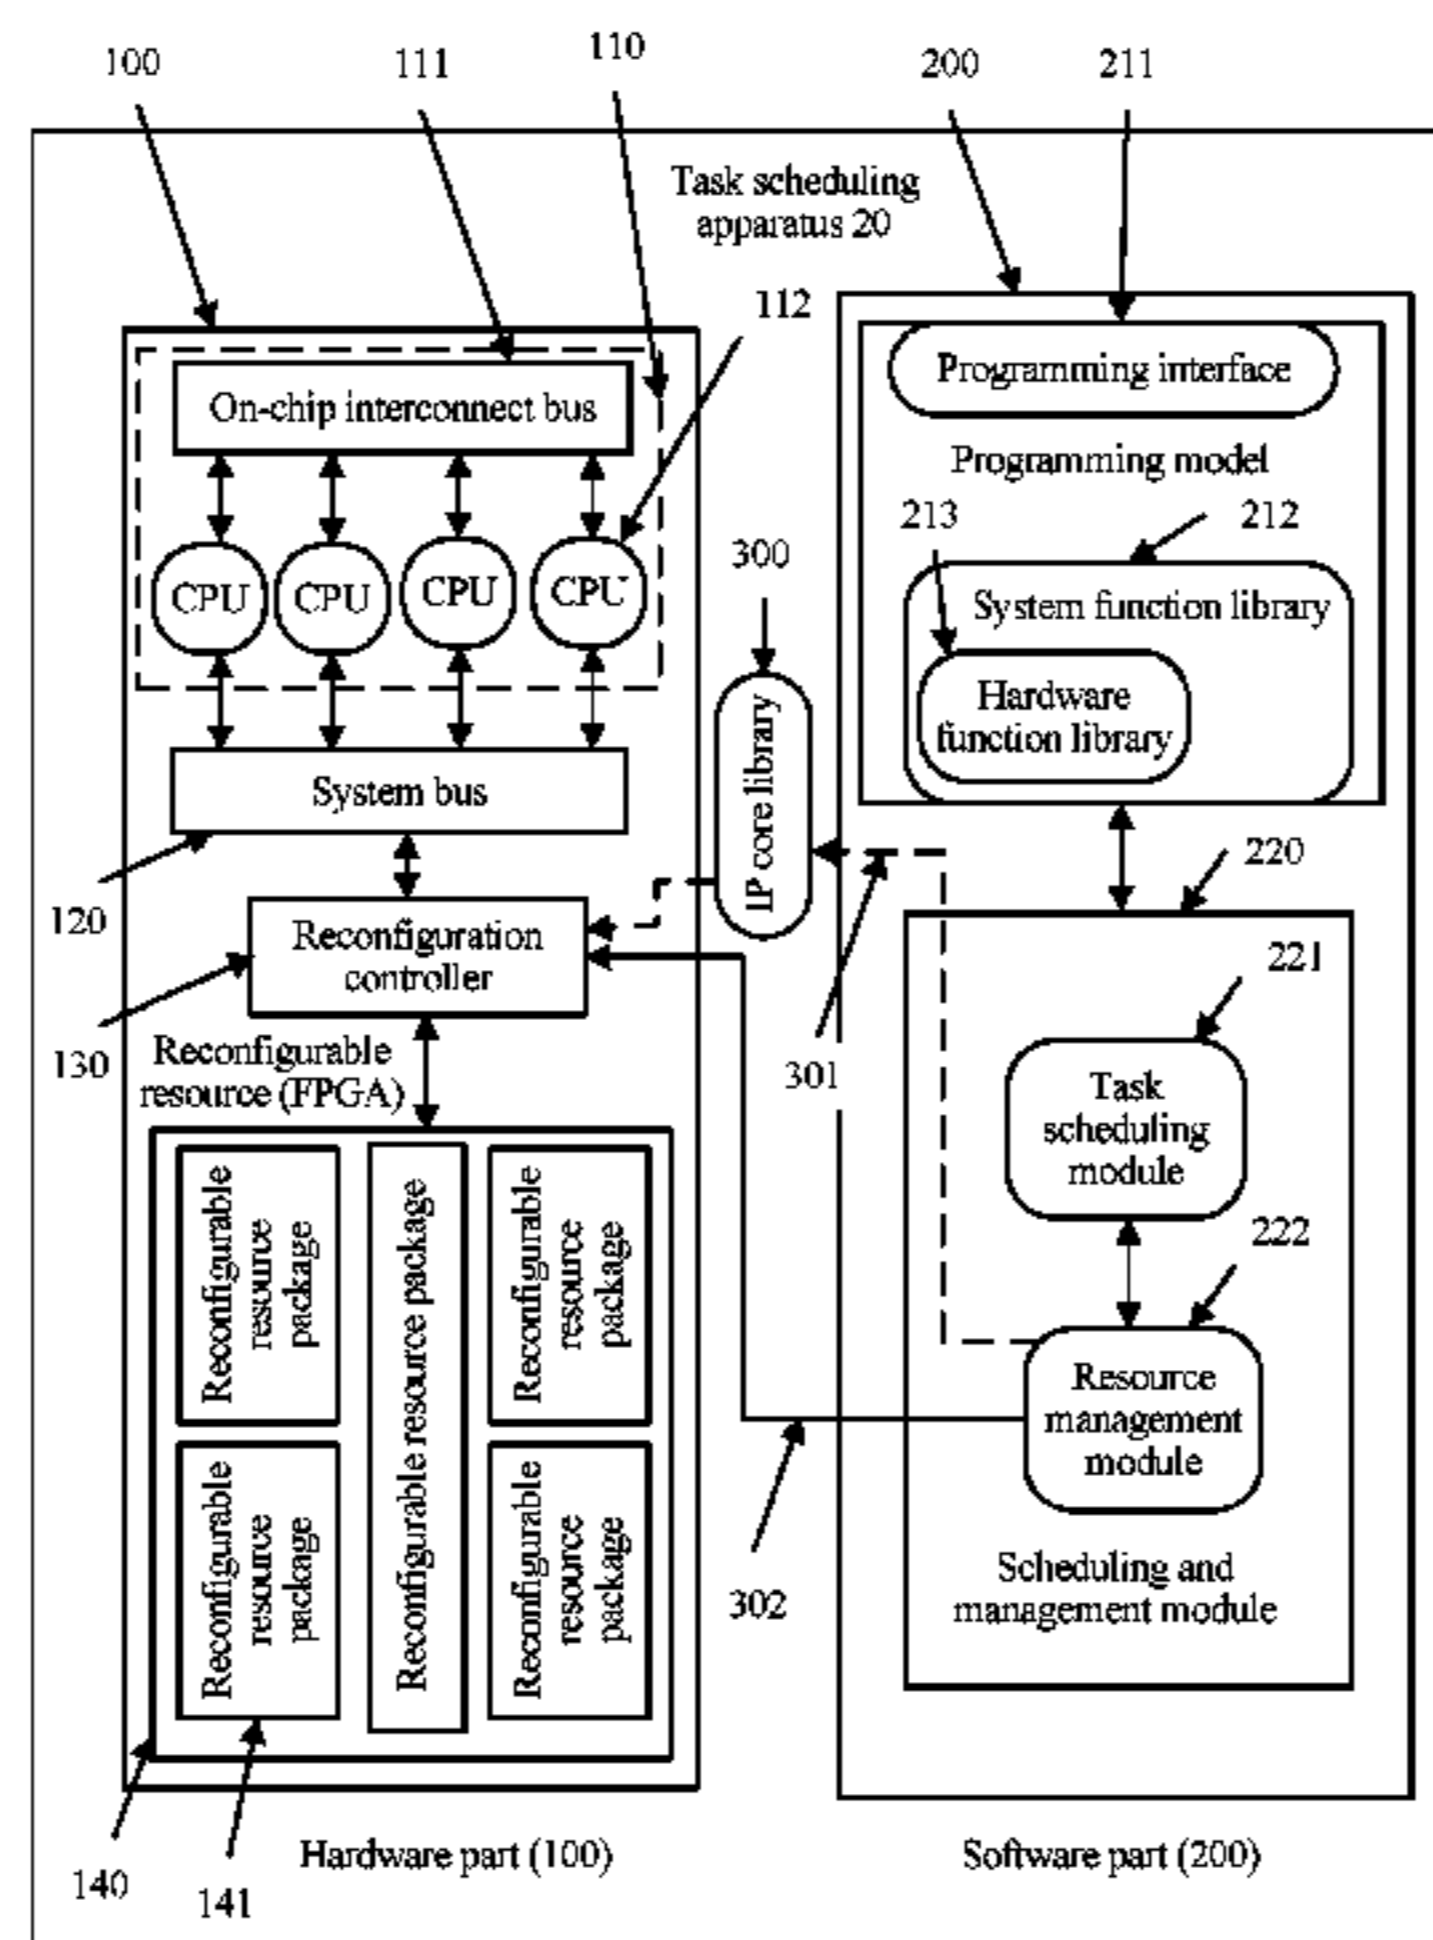 100
111
110
200
211
Task scheduling
apparatus 20
112
On-chip interconnect bus
CPU
CPU
CPU
CPU
System bus
120
Reconfiguration
controller
130
Reconfigurable
resource (FPGA)
Reconfigurable
resource
package
Reconfigurable
resource
package
Reconfigurable resource package
Reconfigurable
resource
package
Reconfigurable
resource
package
140
141
Hardware part (100)
300
IP core library
301
302
Programming interface
Programming model
213
212
System function library
Hardware
function library
220
221
Task
scheduling
module
222
Resource
management
module
Scheduling and
management module
Software part (200)